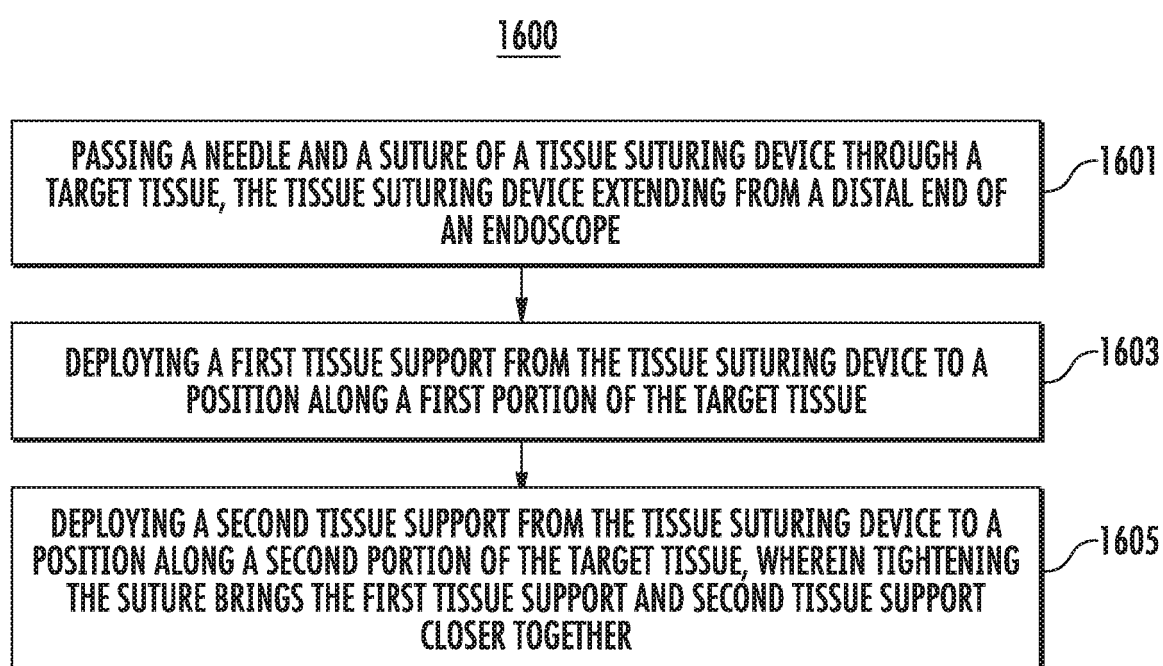 1600
PASSING A NEEDLE AND A SUTURE OF A TISSUE SUTURING DEVICE THROUGH A
TARGET TISSUE, THE TISSUE SUTURING DEVICE EXTENDING FROM A DISTAL END OF
AN ENDOSCOPE
1601
DEPLOYING A FIRST TISSUE SUPPORT FROM THE TISSUE SUTURING DEVICE TO A
POSITION ALONG A FIRST PORTION OF THE TARGET TISSUE
1603
DEPLOYING A SECOND TISSUE SUPPORT FROM THE TISSUE SUTURING DEVICE TO A
POSITION ALONG A SECOND PORTION OF THE TARGET TISSUE, WHEREIN TIGHTENING
THE SUTURE BRINGS THE FIRST TISSUE SUPPORT AND SECOND TISSUE SUPPORT
CLOSER TOGETHER
1605